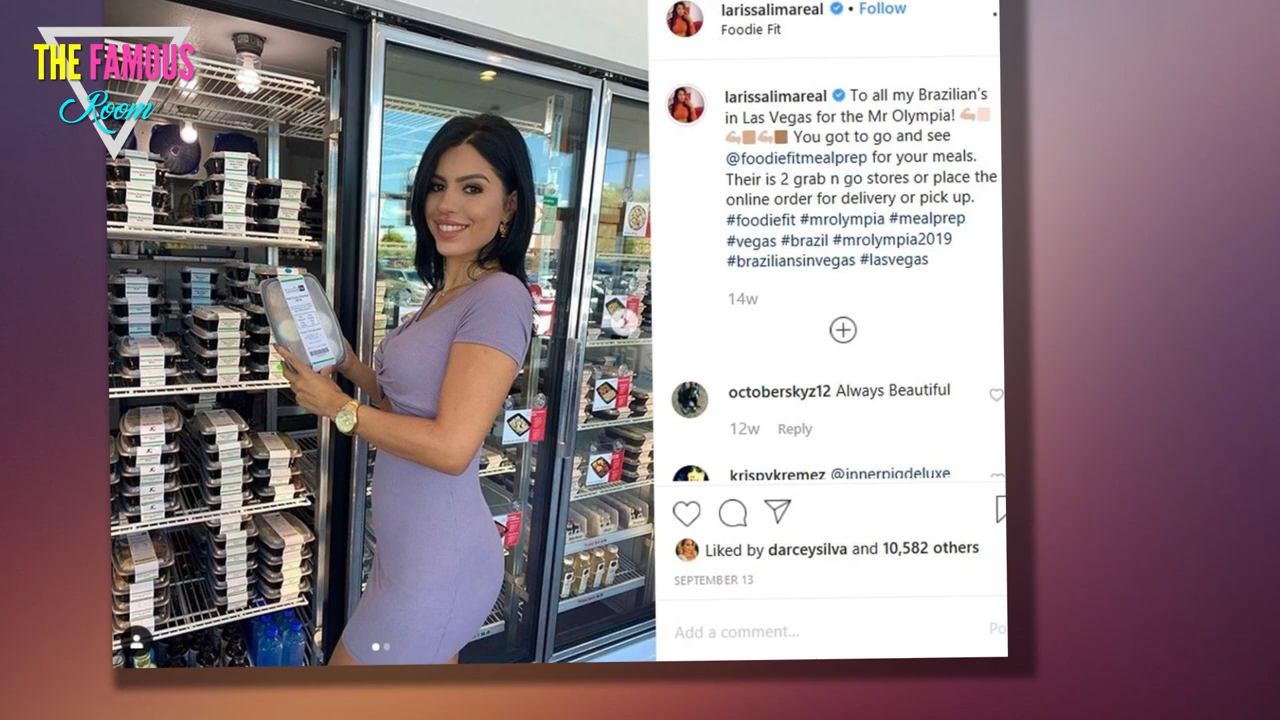 THE FAMOUS
Room
larissalimareal • Follow
Foodie Fit
larissalimareal To all my Brazilian's
in Las Vegas for the Mr Olympia!
You got to go and see
@foodiefitmealprep for your meals.
Their is 2 grab n go stores or place the
online order for delivery or pick up.
#foodiefit #mrolympia #mealprep
#vegas #brazil #mrolympia2019
#braziliansinvegas #lasvegas
14w
octoberskyz12 Always Beautiful
12w Reply
krispykremez @innerpigdeluxe
Liked by darceysilva and 10,582 others
SEPTEMBER 13
Add a comment...
Po